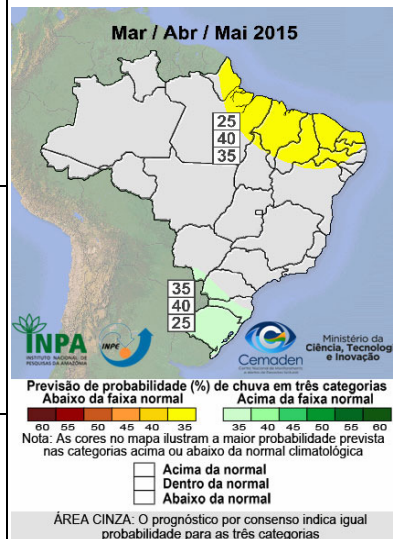 Mar / Abr / Mai 2015
25
40
35
35
40
25
INPA
INSTITUTO NACIONAL DE
PESQUISAS DA AMAZÔNIA
INPE
Cemaden
Ministério da
Ciência, Tecnologia
e Inovação
Previsão de probabilidade (%) de chuva em três categorias
Abaixo da faixa normal Acima da faixa normal
60 55 50 45 40 35 35 40 45 50 55 60
Nota: As cores no mapa ilustram a maior probabilidade prevista
nas categorias acima ou abaixo da normal climatológica
Acima da normal
Dentro da normal
Abaixo da normal
ÁREA CINZA: O prognóstico por consenso indica igual
probabilidade para as três categorias